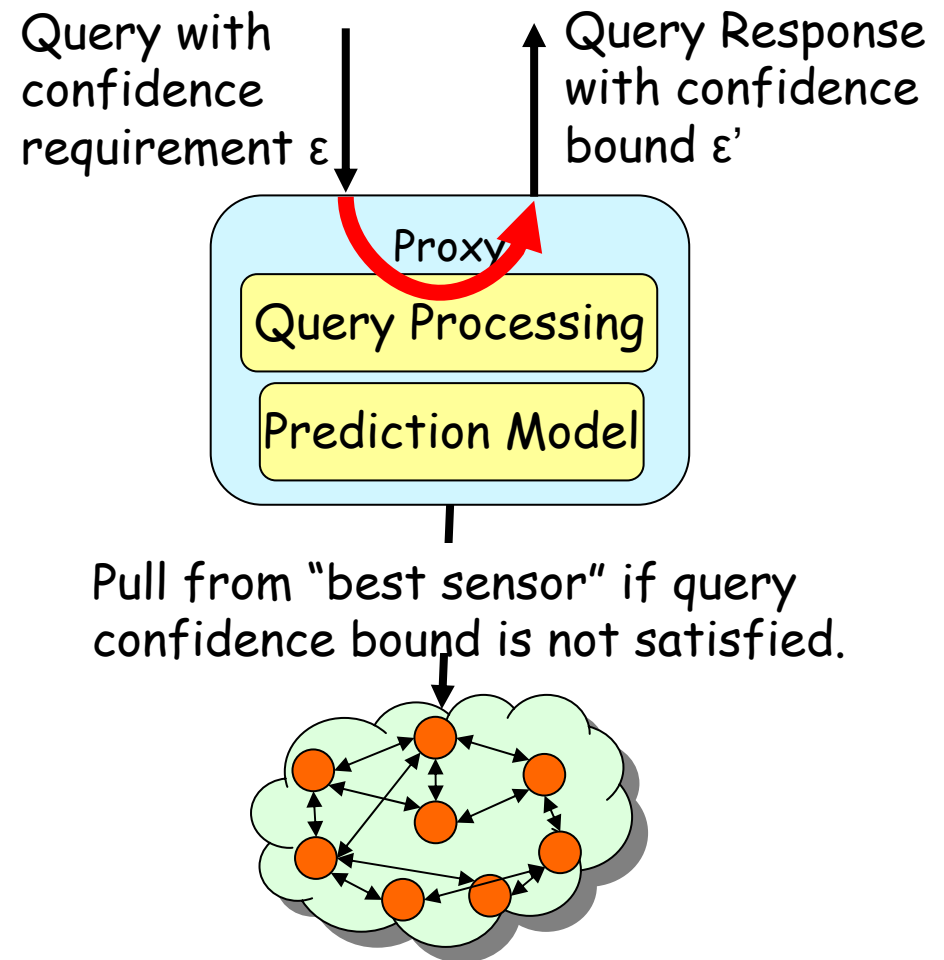 Query with
confidence
requirement ε
Query Response
with confidence
bound ε’
Proxy
Query Processing
Prediction Model
Pull from “best sensor” if query
confidence bound is not satisfied.